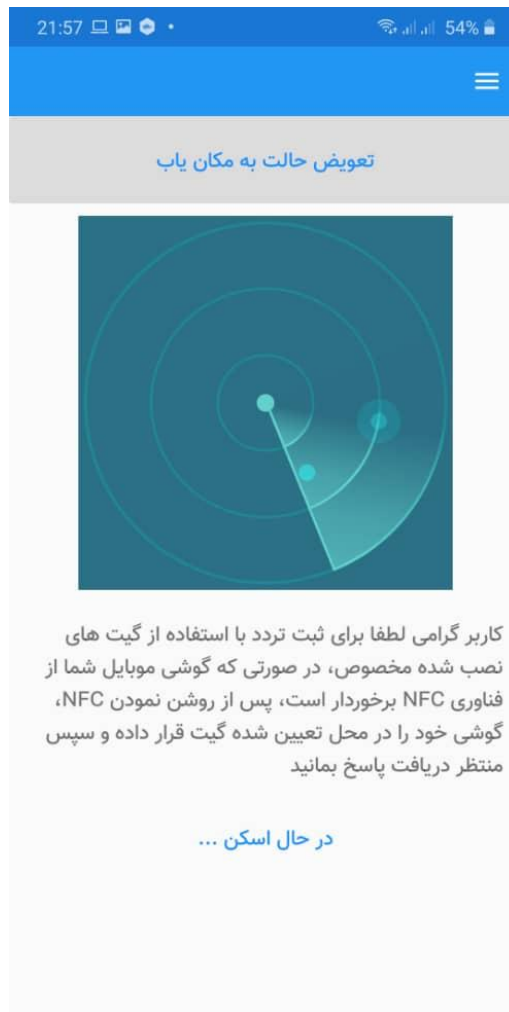 21:57
54%
تعویض حالت به مکان یاب
کاربر گرامی لطفا برای ثبت تردد با استفاده از گیت های
نصب شده مخصوص، در صورتی که گوشی موبایل شما از
فناوری NFC برخوردار است، پس از روشن نمودن NFC،
گوشی خود را در محل تعیین شده گیت قرار داده و سپس
منتظر دریافت پاسخ بمانید
در حال اسکن ...